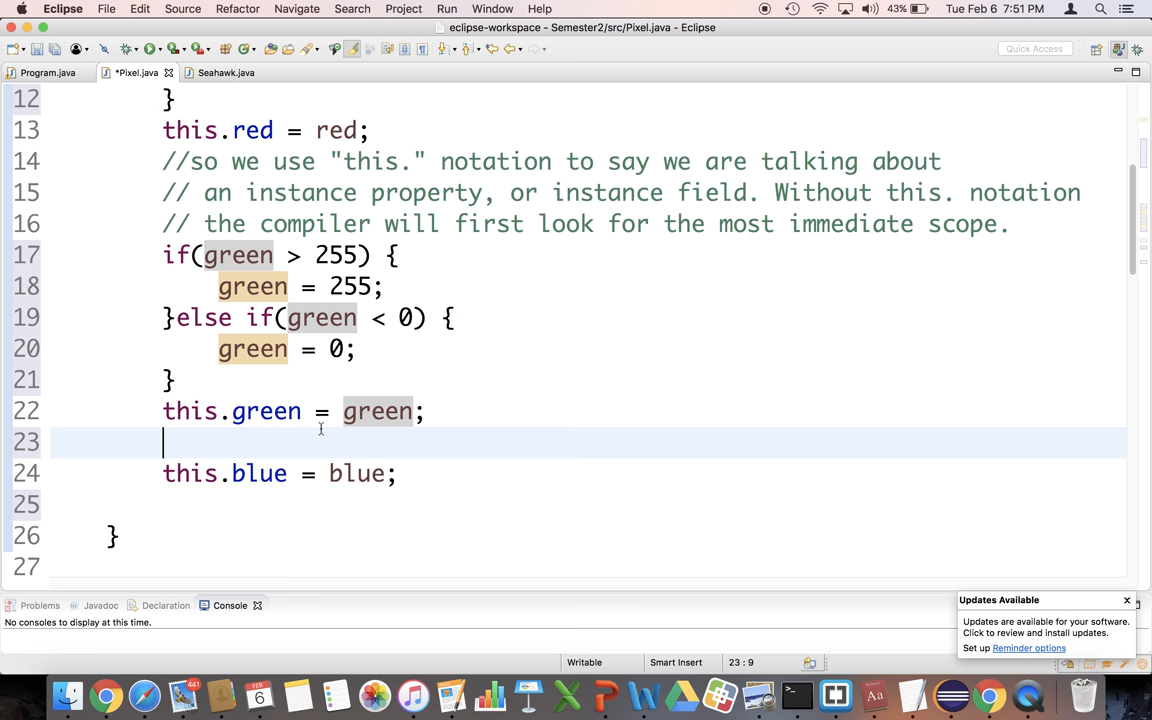 Eclipse File Edit Source Refactor Navigate Search Project Run Window Help 43% Tue Feb 6 7:51 PM
eclipse-workspace - Semester2/src/Pixel.java - Eclipse
Quick Access
Program.java *Pixel.java Seahawk.java
12 }
13 this.red = red;
14 //so we use "this." notation to say we are talking about
15 // an instance property, or instance field. Without this. notation
16 // the compiler will first look for the most immediate scope.
17 if(green > 255) {
18 green = 255;
19 }else if(green < 0) {
20 green = 0;
21 }
22 this.green = green;
23
24 this.blue = blue;
25
26 }
27
Problems Javadoc Declaration Console
No consoles to display at this time.
Updates Available
Updates are available for your software.
Click to review and install updates.
Set up Reminder options
Writable Smart Insert 23 : 9
441
FEB
6